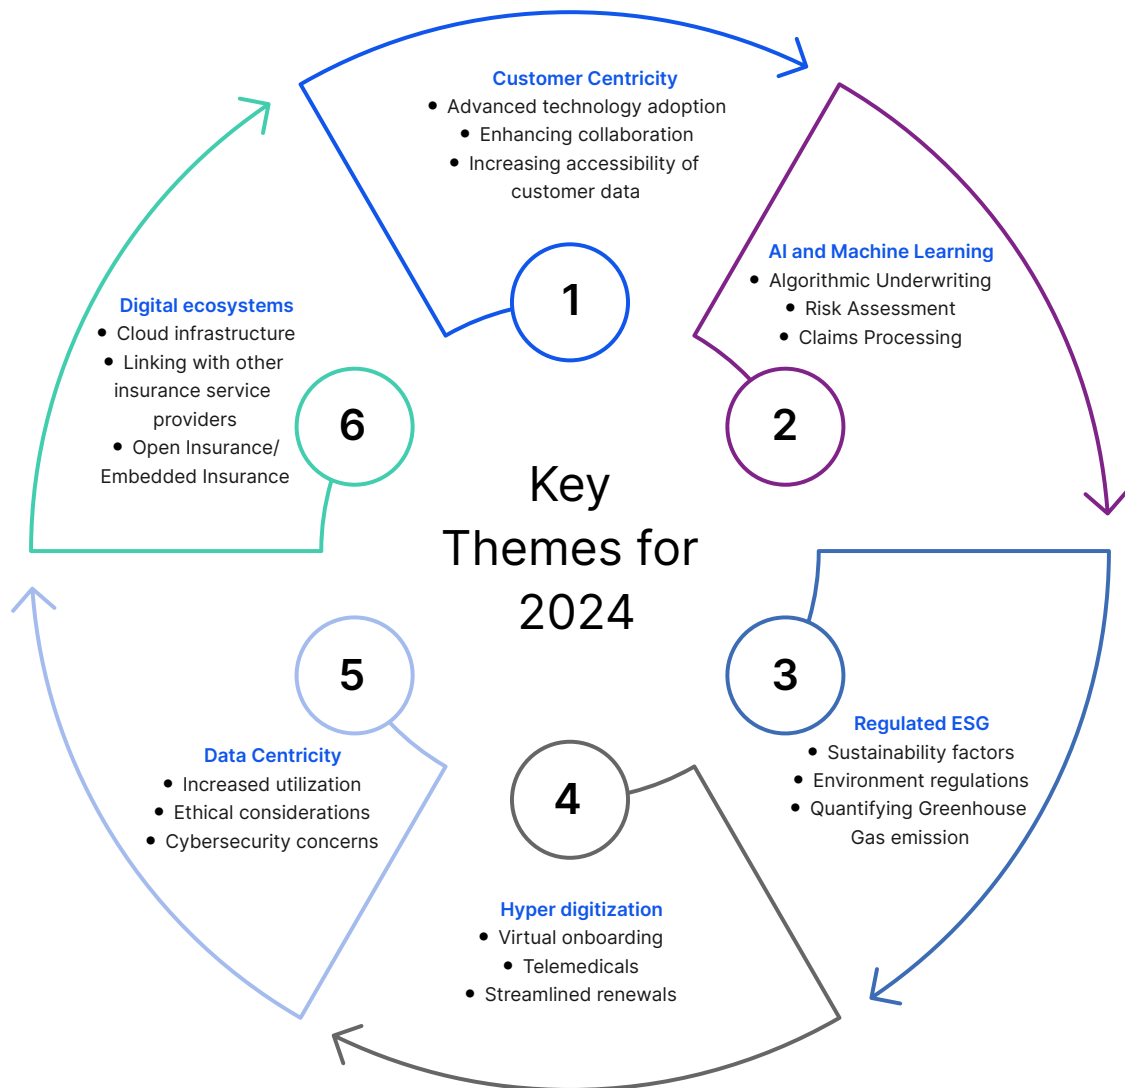 Customer Centricity
• Advanced technology adoption
• Enhancing collaboration
• Increasing accessibility of
customer data
1
AI and Machine Learning
• Algorithmic Underwriting
• Risk Assessment
• Claims Processing
2
Regulated ESG
• Sustainability factors
• Environment regulations
• Quantifying Greenhouse
Gas emission
3
Hyper digitization
• Virtual onboarding
• Telemedicals
• Streamlined renewals
4
Data Centricity
• Increased utilization
• Ethical considerations
• Cybersecurity concerns
5
Digital ecosystems
• Cloud infrastructure
• Linking with other
insurance service
providers
• Open Insurance/
Embedded Insurance
6
Key
Themes for
2024